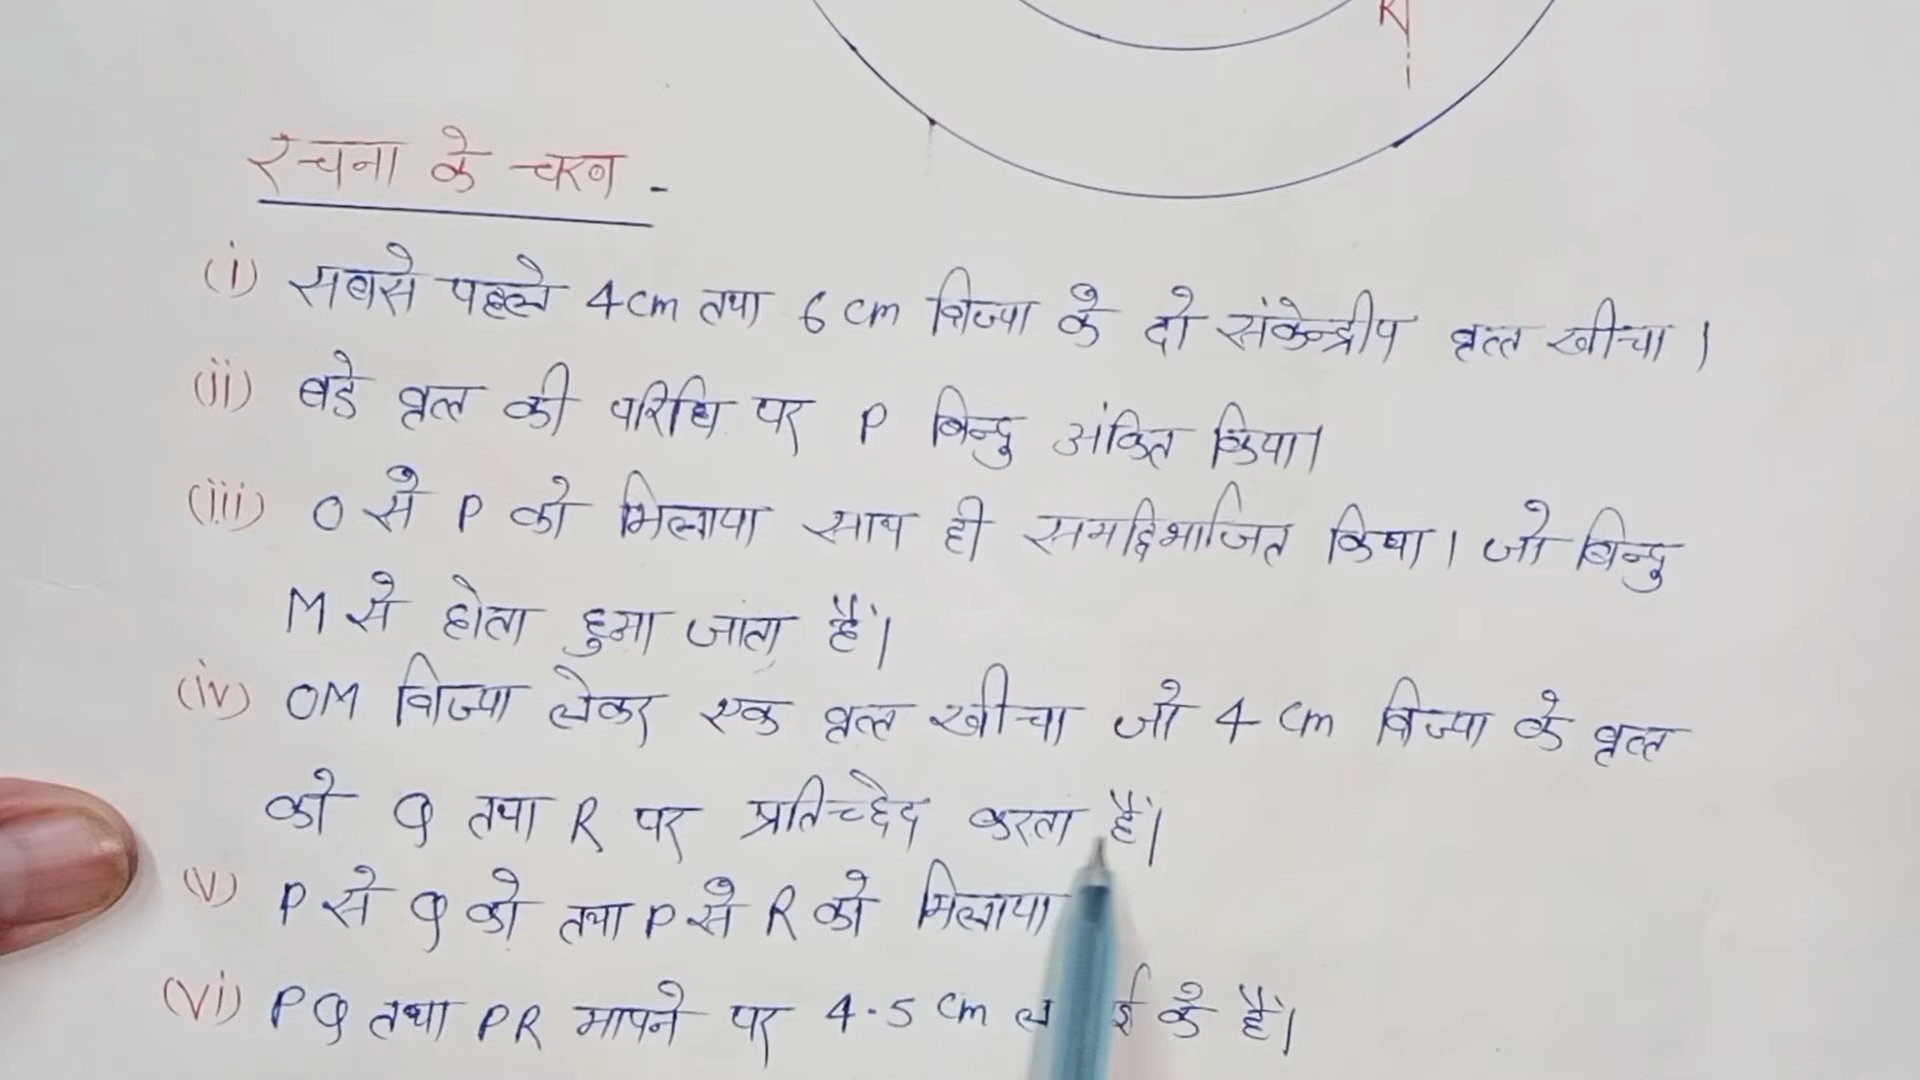 R
रचना के चरण -
(i) सबसे पहले 4cm तथा 6 cm त्रिज्या के दो संकेन्द्रीय वृत्त खीचा।
(ii) बडे वृत्त की परिधि पर P बिन्दु अंकित किया।
(iii) O से P को मिलाया साथ ही समद्विभाजित किया। जो बिन्दु
M से होता हुआ जाता है।
(iv) OM त्रिज्या लेकर एक वृत्त खीचा जो 4 cm त्रिज्या के वृत्त
को Q तथा R पर प्रतिच्छेद करता है।
(v) P से Q को तथा P से R को मिलाया
(vi) PQ तथा PR मापने पर 4.5 cm के हैं।